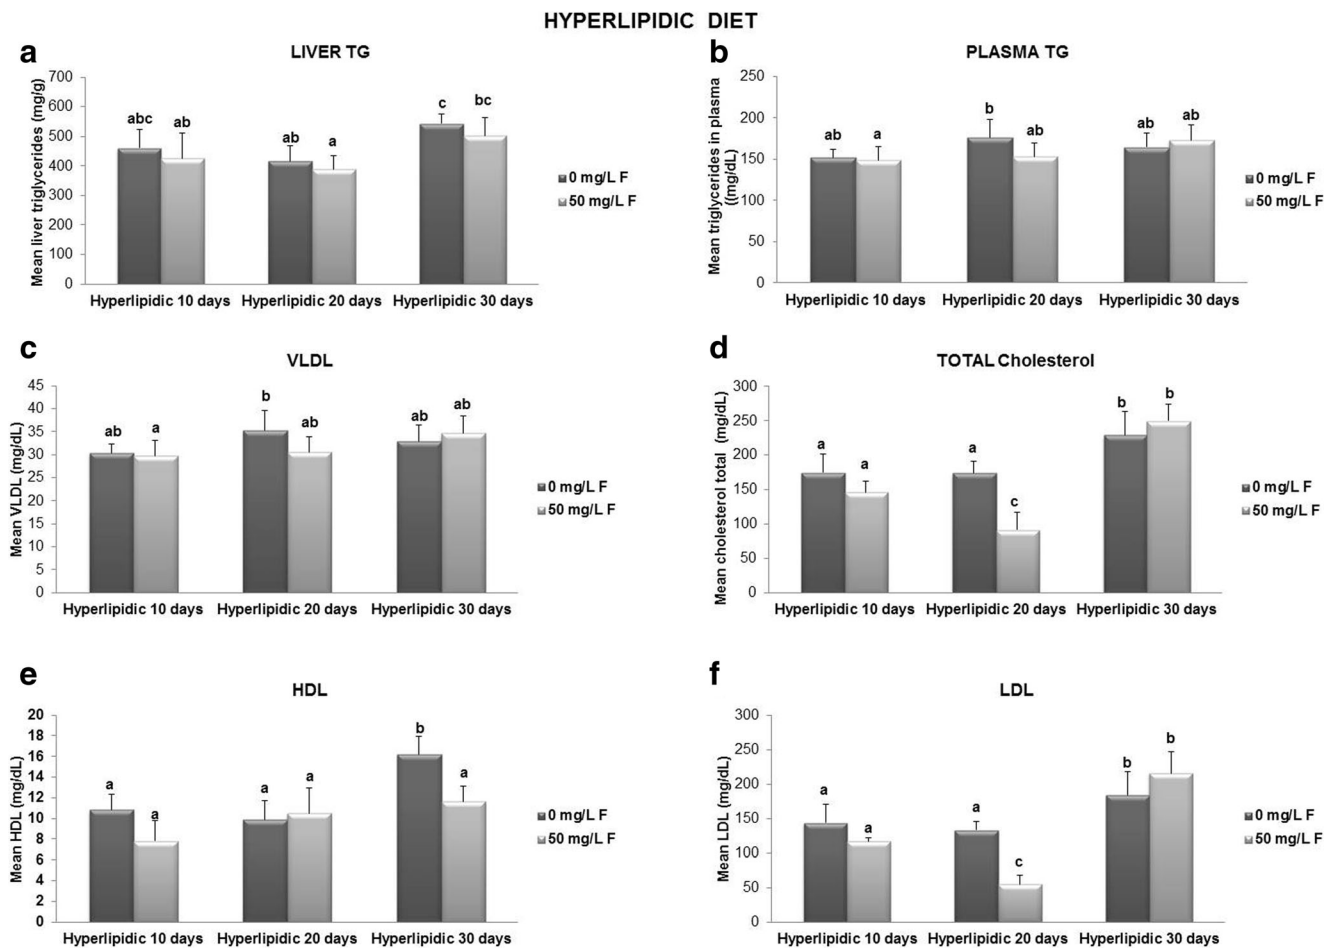 HYPERLIPIDIC DIET
a
LIVER TG
Mean liver triglycerides (mg/g)
700
600
500
400
300
200
100
0
abc
ab
ab
a
c
bc
Hyperlipidic 10 days
Hyperlipidic 20 days
Hyperlipidic 30 days
0 mg/L F
50 mg/L F
b
PLASMA TG
Mean triglycerides in plasma
((mg/dL)
250
200
150
100
50
0
ab
a
b
ab
ab
ab
Hyperlipidic 10 days
Hyperlipidic 20 days
Hyperlipidic 30 days
0 mg/L F
50 mg/L F
c
VLDL
Mean VLDL (mg/dL)
45
40
35
30
25
20
15
10
5
0
ab
a
b
ab
ab
ab
Hyperlipidic 10 days
Hyperlipidic 20 days
Hyperlipidic 30 days
0 mg/L F
50 mg/L F
d
TOTAL Cholesterol
Mean cholesterol total (mg/dL)
300
250
200
150
100
50
0
a
a
a
c
b
b
Hyperlipidic 10 days
Hyperlipidic 20 days
Hyperlipidic 30 days
0 mg/L F
50 mg/L F
e
HDL
Mean HDL (mg/dL)
20
18
16
14
12
10
8
6
4
2
0
a
a
a
a
b
a
Hyperlipidic 10 days
Hyperlipidic 20 days
Hyperlipidic 30 days
0 mg/L F
50 mg/L F
f
LDL
Mean LDL (mg/dL)
300
250
200
150
100
50
0
a
a
a
c
b
b
Hyperlipidic 10 days
Hyperlipidic 20 days
Hyperlipidic 30 days
0 mg/L F
50 mg/L F